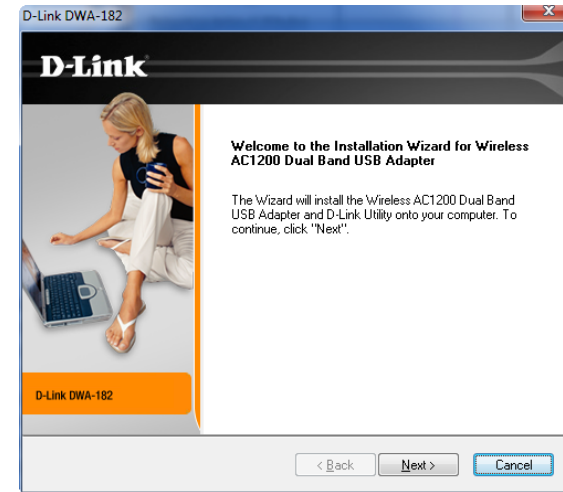 D-Link DWA-182
D-Link
Welcome to the Installation Wizard for Wireless
AC1200 Dual Band USB Adapter
The Wizard will install the Wireless AC1200 Dual Band
USB Adapter and D-Link Utility onto your computer. To
continue, click "Next".
D-Link DWA-182
< Back
Next >
Cancel